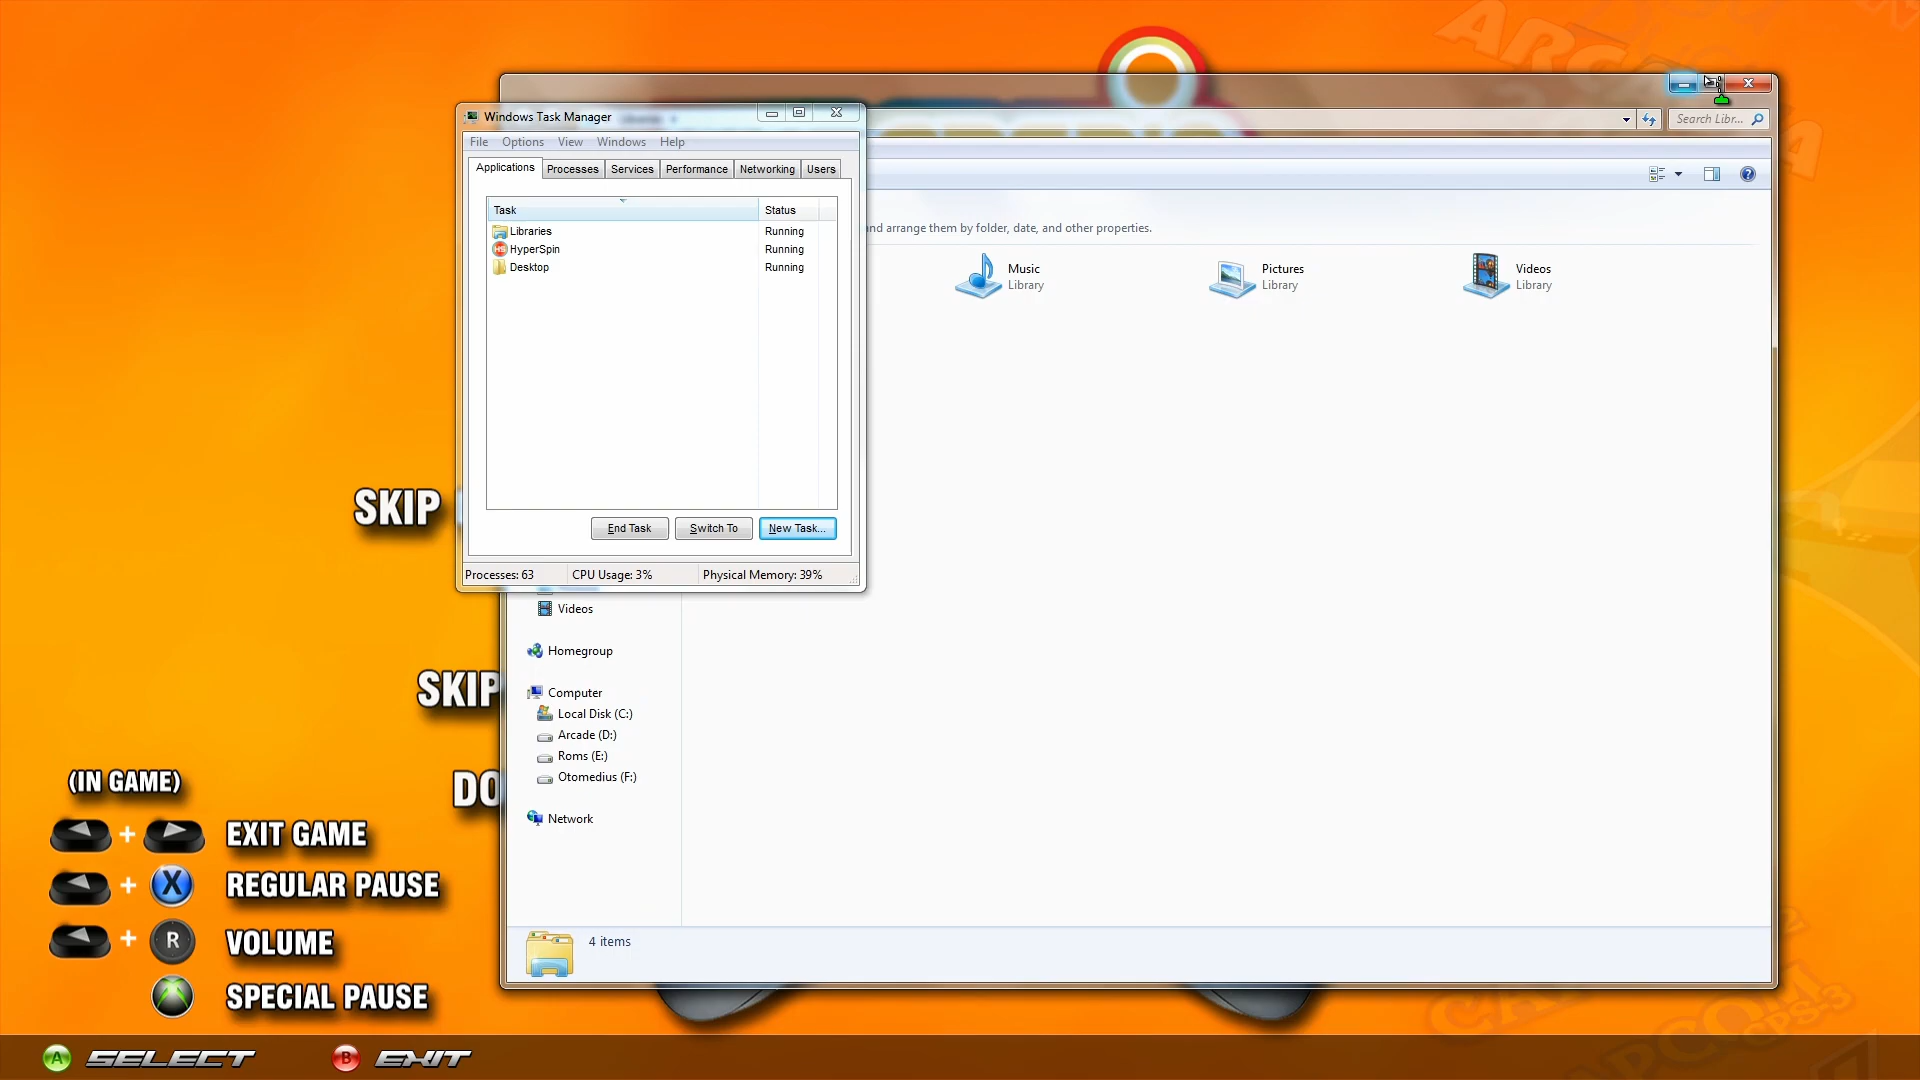 Windows Task Manager
File Options View Windows Help
Applications Processes Services Performance Networking Users
Task Status
Libraries Running
HyperSpin Running
Desktop Running
End Task Switch To New Task...
Processes: 63 CPU Usage: 3% Physical Memory: 39%
Search Libr...
and arrange them by folder, date, and other properties.
Music
Library
Pictures
Library
Videos
Library
Videos
Homegroup
Computer
Local Disk (C:)
Arcade (D:)
Roms (E:)
Otomedius (F:)
Network
4 items
SKIP
SKIP
DO
(IN GAME)
+ EXIT GAME
+ X REGULAR PAUSE
+ R VOLUME
SPECIAL PAUSE
A SELECT B EXIT